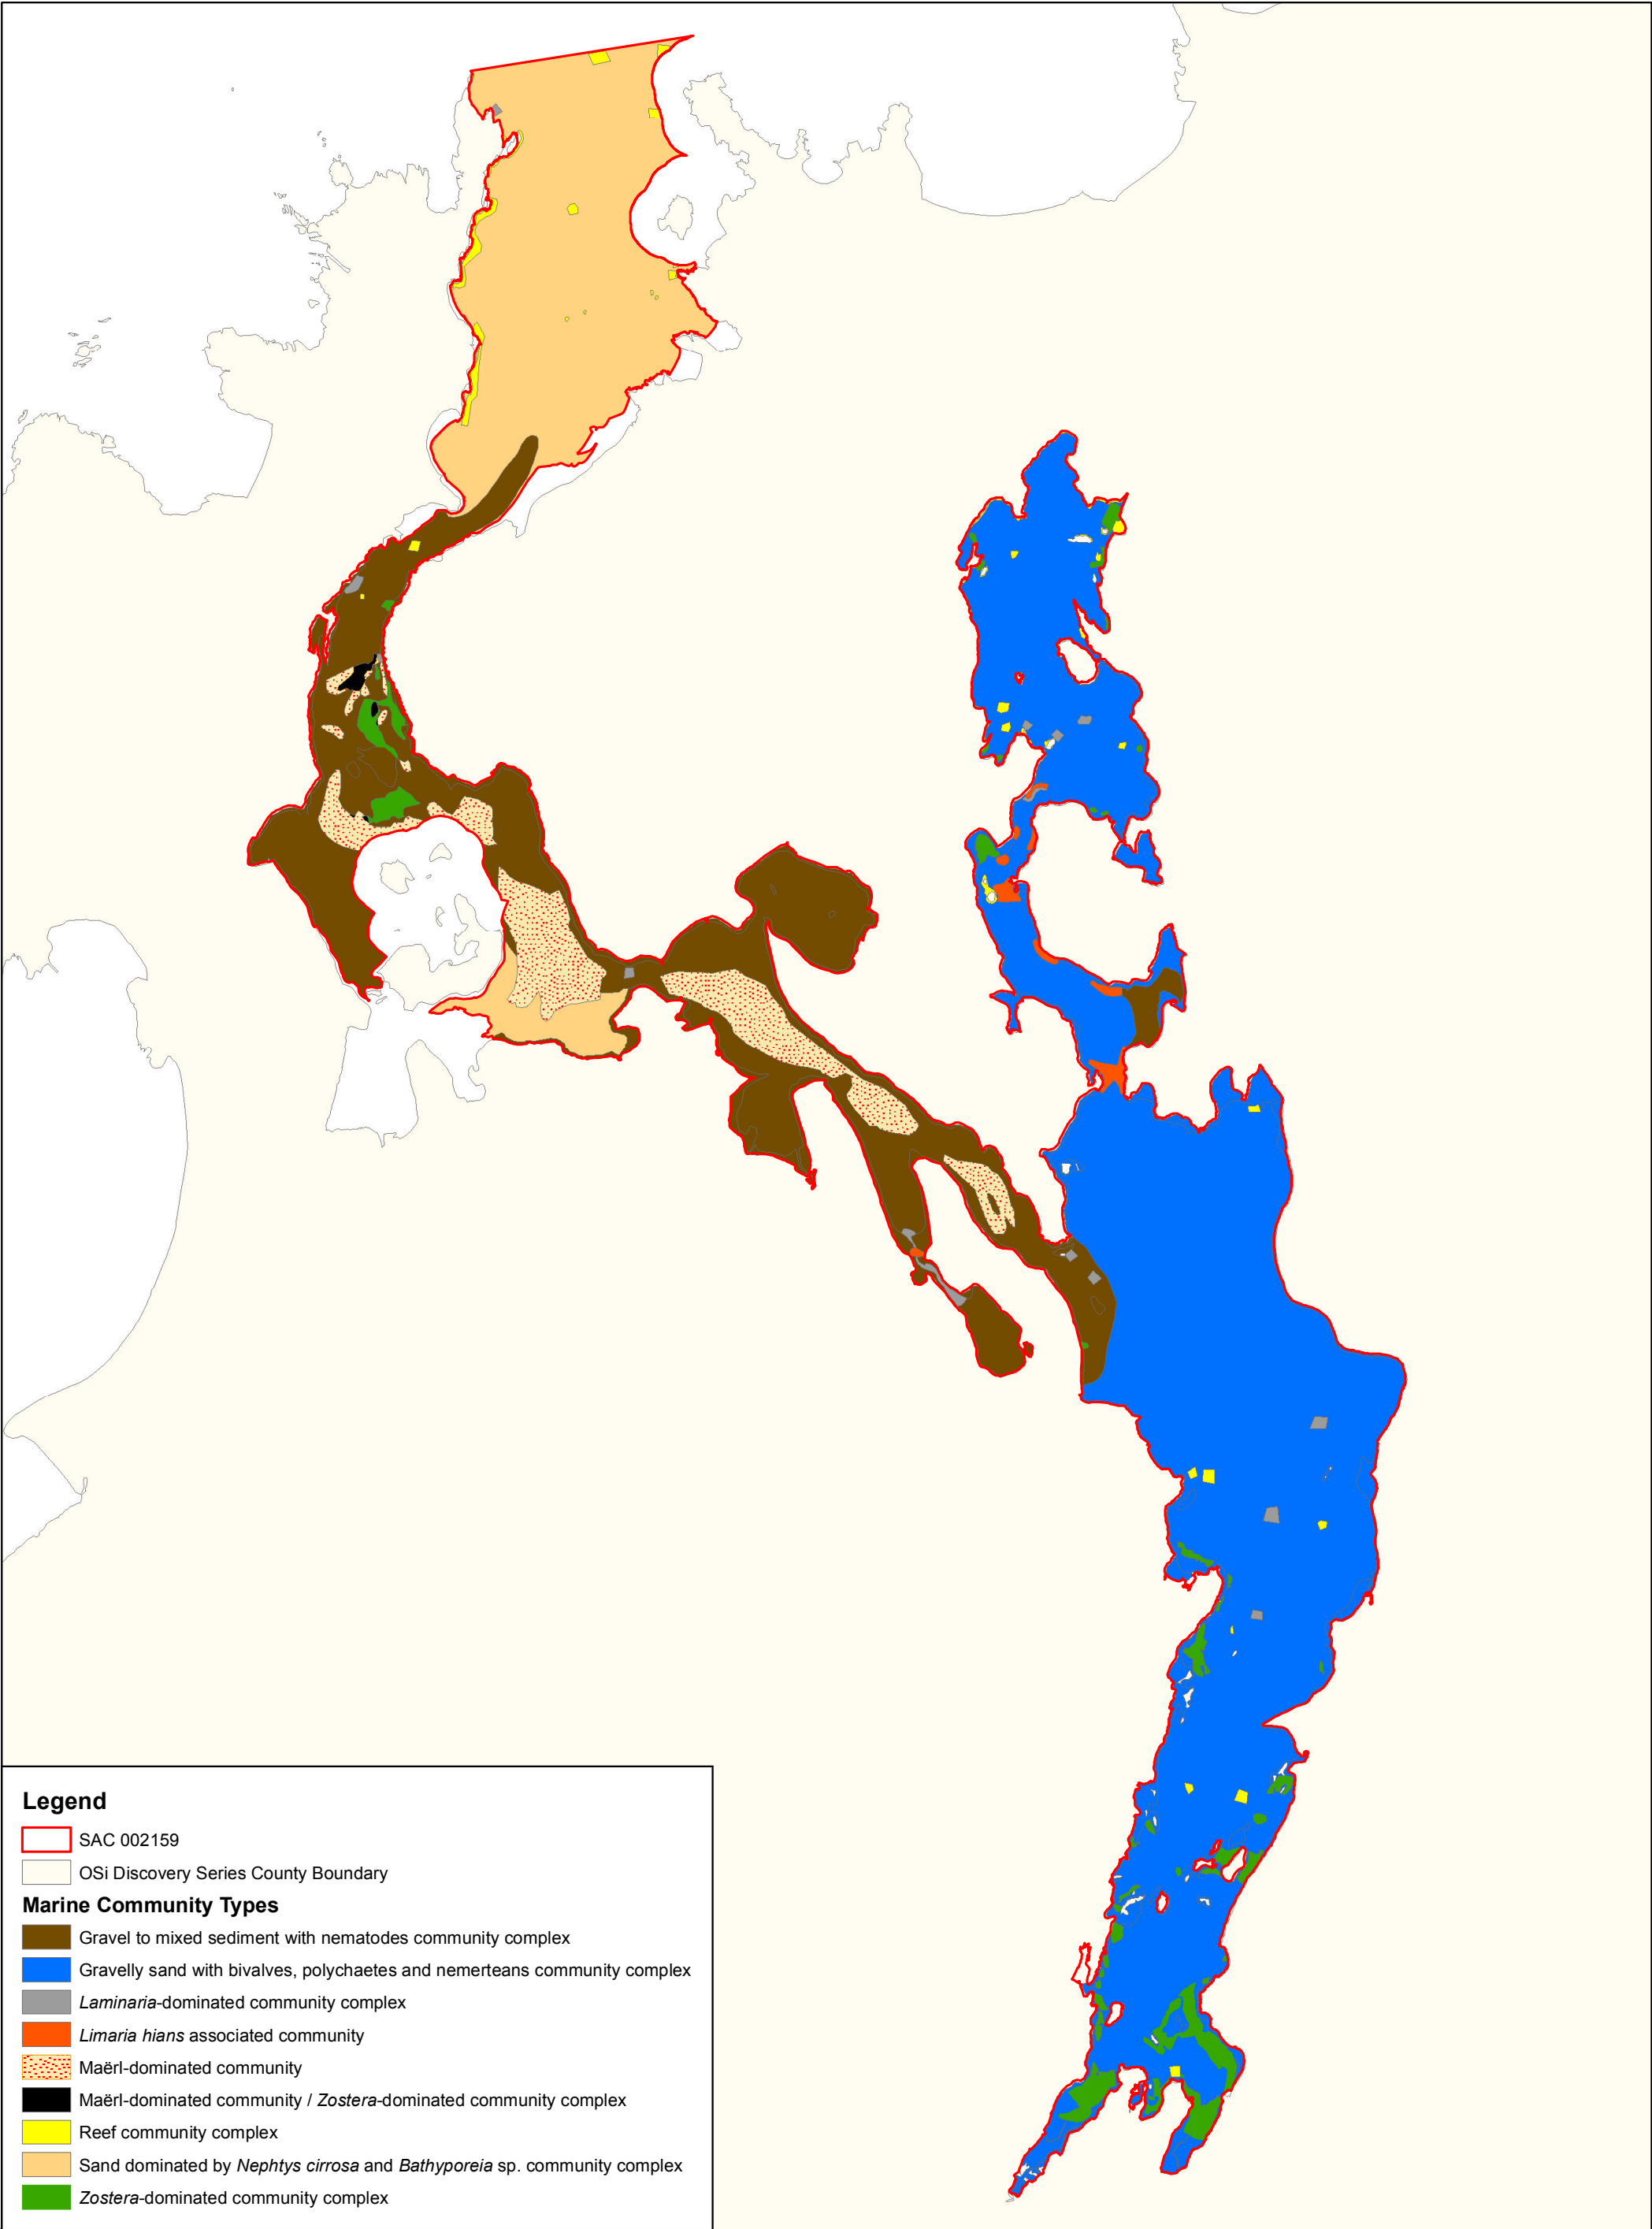 Legend
SAC 002159
OSi Discovery Series County Boundary
Marine Community Types
Gravel to mixed sediment with nematodes community complex
Gravelly sand with bivalves, polychaetes and nemerteans community complex
Laminaria-dominated community complex
Limaria hians associated community
Maërl-dominated community
Maërl-dominated community / Zostera-dominated community complex
Reef community complex
Sand dominated by Nephtys cirrosa and Bathyporeia sp. community complex
Zostera-dominated community complex